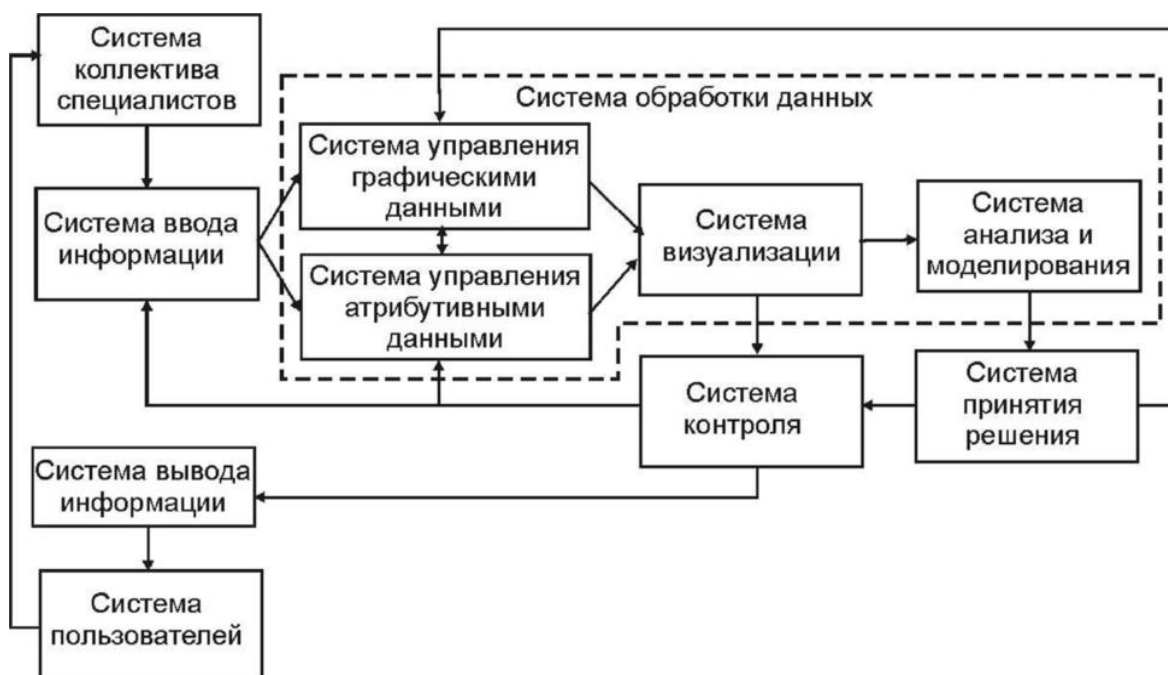 Система
коллектива
специалистов
Система обработки данных
Система управления
графическими
данными
Система ввода
информации
Система управления
атрибутивными
данными
Система
визуализации
Система
анализа и
моделирования
Система
контроля
Система
принятия
решения
Система вывода
информации
Система
пользователей